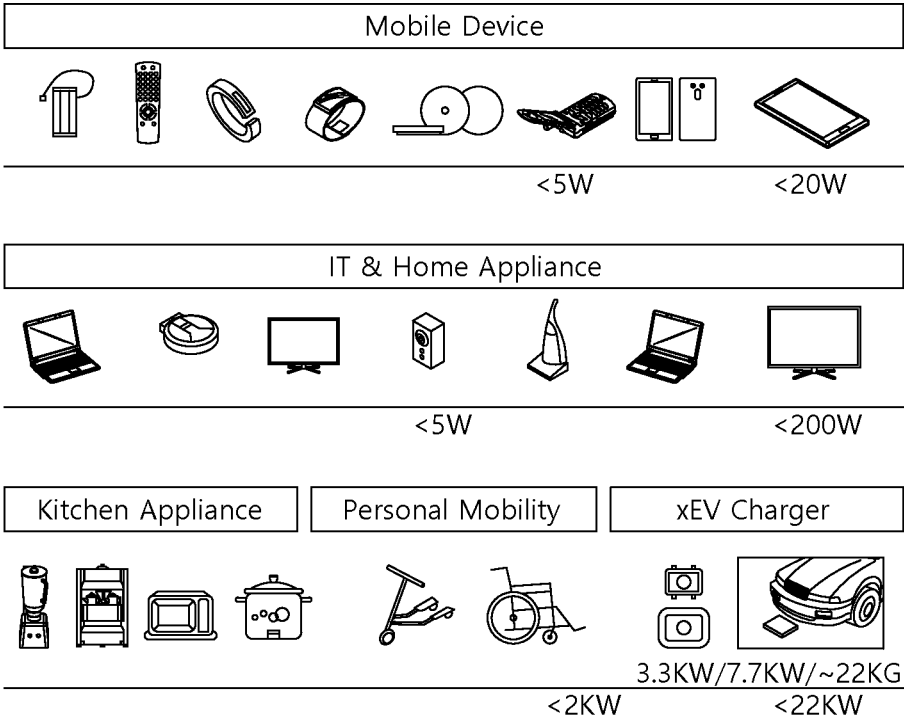 Mobile Device
<5W <20W
IT & Home Appliance
<5W <200W
Kitchen Appliance Personal Mobility xEV Charger
3.3KW/7.7KW/~22KG
<2KW <22KW